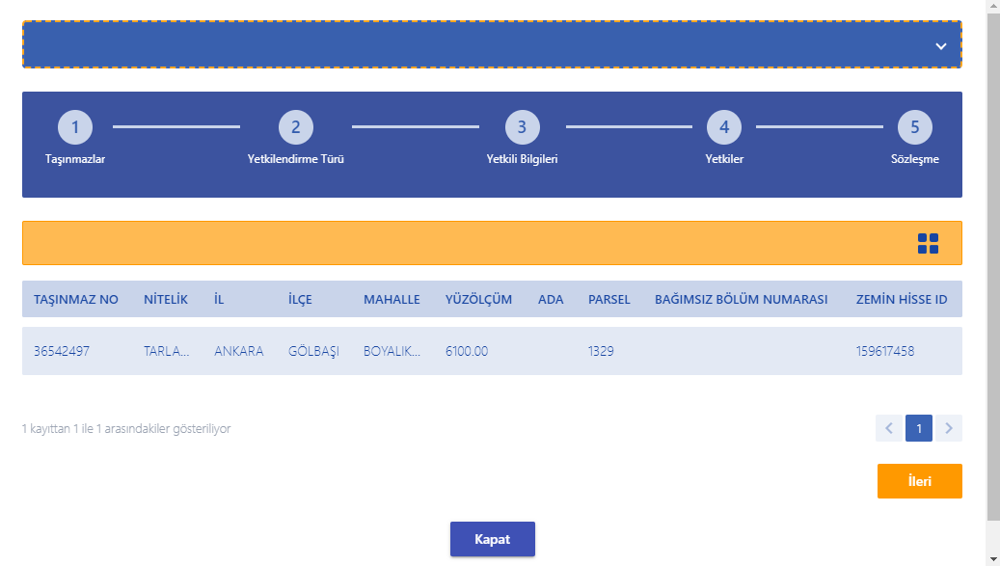 1 2 3 4 5
Taşınmazlar Yetkilendirme Türü Yetkili Bilgileri Yetkiler Sözleşme
TAŞINMAZ NO NİTELİK İL İLÇE MAHALLE YÜZÖLÇÜM ADA PARSEL BAĞIMSIZ BÖLÜM NUMARASI ZEMİN HİSSE ID
36542497 TARLA... ANKARA GÖLBAŞI BOYALIK... 6100.00 1329 159617458
1 kayıttan 1 ile 1 arasındakiler gösteriliyor
1
İleri
Kapat